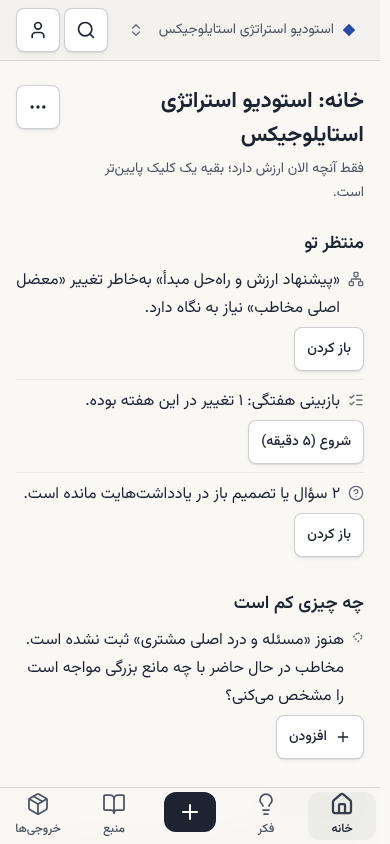 استودیو استراتژی استایلوجیکس
خانه: استودیو استراتژی
استایلوجیکس
فقط آنچه الان ارزش دارد؛ بقیه یک کلیک پایین‌تر
است.
منتظر تو
«پیشنهاد ارزش و راه‌حل مبدأ» به‌خاطر تغییر «معضل
اصلی مخاطب» نیاز به نگاه دارد.
باز کردن
بازبینی هفتگی: ۱ تغییر در این هفته بوده.
شروع (۵ دقیقه)
۲ سؤال یا تصمیم باز در یادداشت‌هایت مانده است.
باز کردن
چه چیزی کم است
هنوز «مسئله و درد اصلی مشتری» ثبت نشده است.
مخاطب در حال حاضر با چه مانع بزرگی مواجه است
را مشخص می‌کنی؟
افزودن
خانه
فکر
منبع
خروجی‌ها